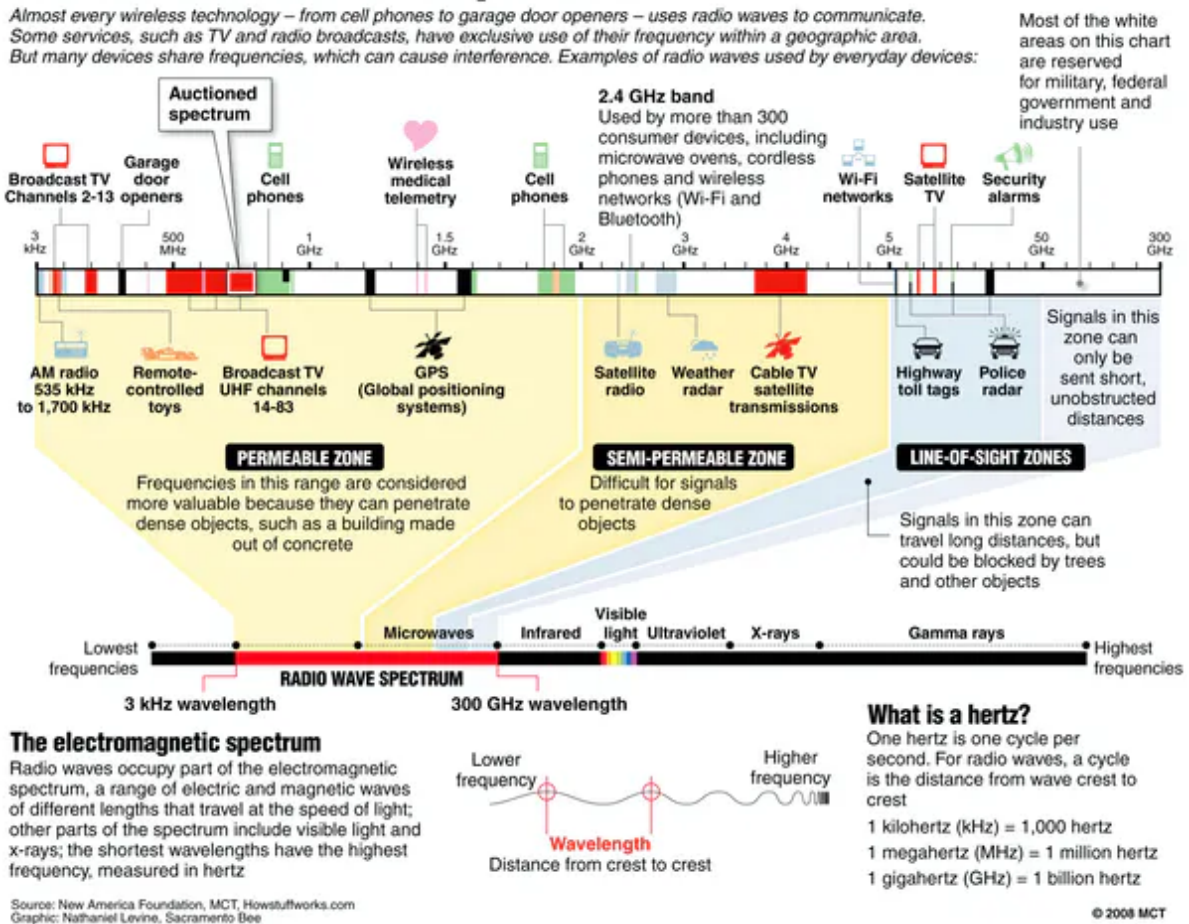 Almost every wireless technology – from cell phones to garage door openers – uses radio waves to communicate.
Some services, such as TV and radio broadcasts, have exclusive use of their frequency within a geographic area.
But many devices share frequencies, which can cause interference. Examples of radio waves used by everyday devices:
Most of the white
areas on this chart
are reserved
for military, federal
government and
industry use
Auctioned
spectrum
2.4 GHz band
Used by more than 300
consumer devices, including
microwave ovens, cordless
phones and wireless
networks (Wi-Fi and
Bluetooth)
Broadcast TV
Channels 2-13
Garage
door
openers
Cell
phones
Wireless
medical
telemetry
Cell
phones
Wi-Fi
networks
Satellite
TV
Security
alarms
3
kHz
500
MHz
1
GHz
1.5
GHz
2
GHz
3
GHz
4
GHz
5
GHz
50
GHz
300
GHz
AM radio
535 kHz
to 1,700 kHz
Remote-
controlled
toys
Broadcast TV
UHF channels
14-83
GPS
(Global positioning
systems)
Satellite
radio
Weather
radar
Cable TV
satellite
transmissions
Highway
toll tags
Police
radar
Signals in this
zone can
only be
sent short,
unobstructed
distances
PERMEABLE ZONE
Frequencies in this range are considered
more valuable because they can penetrate
dense objects, such as a building made
out of concrete
SEMI-PERMEABLE ZONE
Difficult for signals
to penetrate dense
objects
LINE-OF-SIGHT ZONES
Signals in this zone can
travel long distances, but
could be blocked by trees
and other objects
Lowest
frequencies
Microwaves
Infrared
Visible
light
Ultraviolet
X-rays
Gamma rays
Highest
frequencies
RADIO WAVE SPECTRUM
3 kHz wavelength
300 GHz wavelength
The electromagnetic spectrum
Radio waves occupy part of the electromagnetic
spectrum, a range of electric and magnetic waves
of different lengths that travel at the speed of light;
other parts of the spectrum include visible light and
x-rays; the shortest wavelengths have the highest
frequency, measured in hertz
Lower
frequency
Higher
frequency
Wavelength
Distance from crest to crest
What is a hertz?
One hertz is one cycle per
second. For radio waves, a cycle
is the distance from wave crest to
crest
1 kilohertz (kHz) = 1,000 hertz
1 megahertz (MHz) = 1 million hertz
1 gigahertz (GHz) = 1 billion hertz
Source: New America Foundation, MCT, Howstuffworks.com
Graphic: Nathaniel Levine, Sacramento Bee
© 2008 MCT